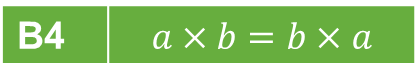 B4 a × b = b × a